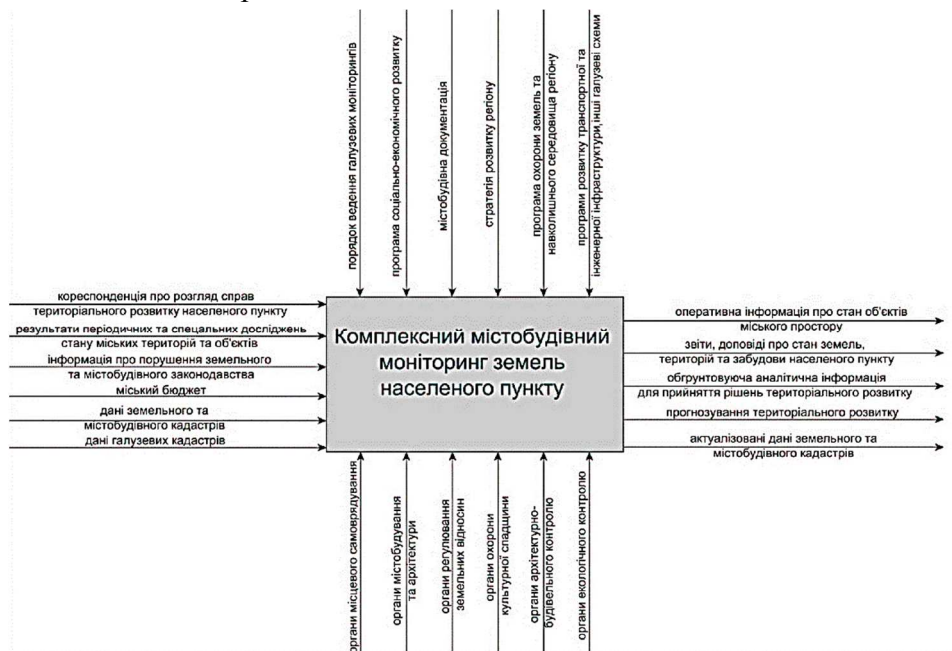 порядок ведення галузевих моніторингів
програма соціально-економічного розвитку
містобудівна документація
стратегія розвитку регіону
програма охорони земель та
навколишнього середовища регіону
програми розвитку транспортної та
інженерної інфраструктури,інші галузеві схеми
кореспонденція про розгляд справ
територіального розвитку населеного пункту
результати періодичних та спецальних досліджень
стану міських територій та об'єктів
інформація про порушення земельного
та містобудівного законодавства
міський бюджет
дані земельного та
містобудівного кадастрів
дані галузевих кадастрів
Комплексний містобудівний
моніторинг земель
населеного пункту
оперативна інформація про стан об'єктів
міського простору
звіти, доповіді про стан земель,
територій та забудови населеного пункту
обгрунтовуюча аналітична інформація
для прийняття рішень територіального розвитку
прогнозування територіального розвитку
актуалізовані дані земельного та
містобудівного кадастрів
органи місцевого самоврядування
органи містобудування
та архітектури
органи регулювання
земельних відносин
органи охорони
культурної спадщини
органи архітектурно-
будівельного контролю
органи екологічного контролю